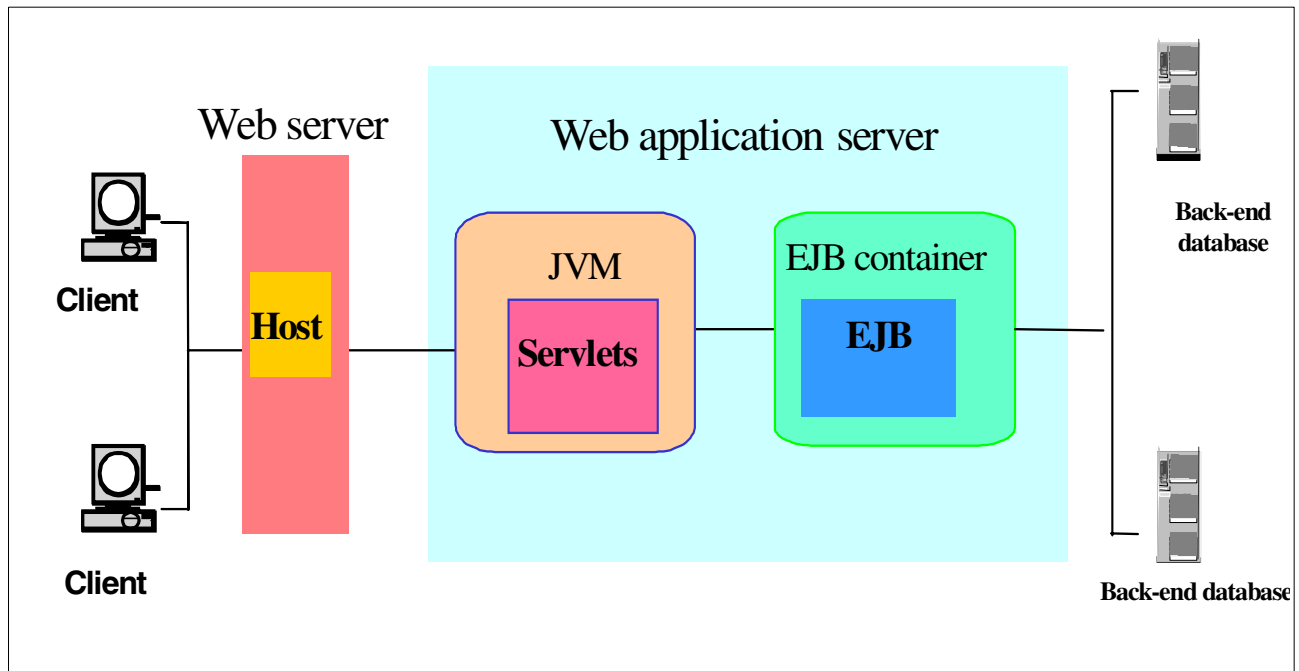 Web server
Web application server
Client
Host
JVM
Servlets
EJB container
EJB
Back-end
database
Client
Back-end database